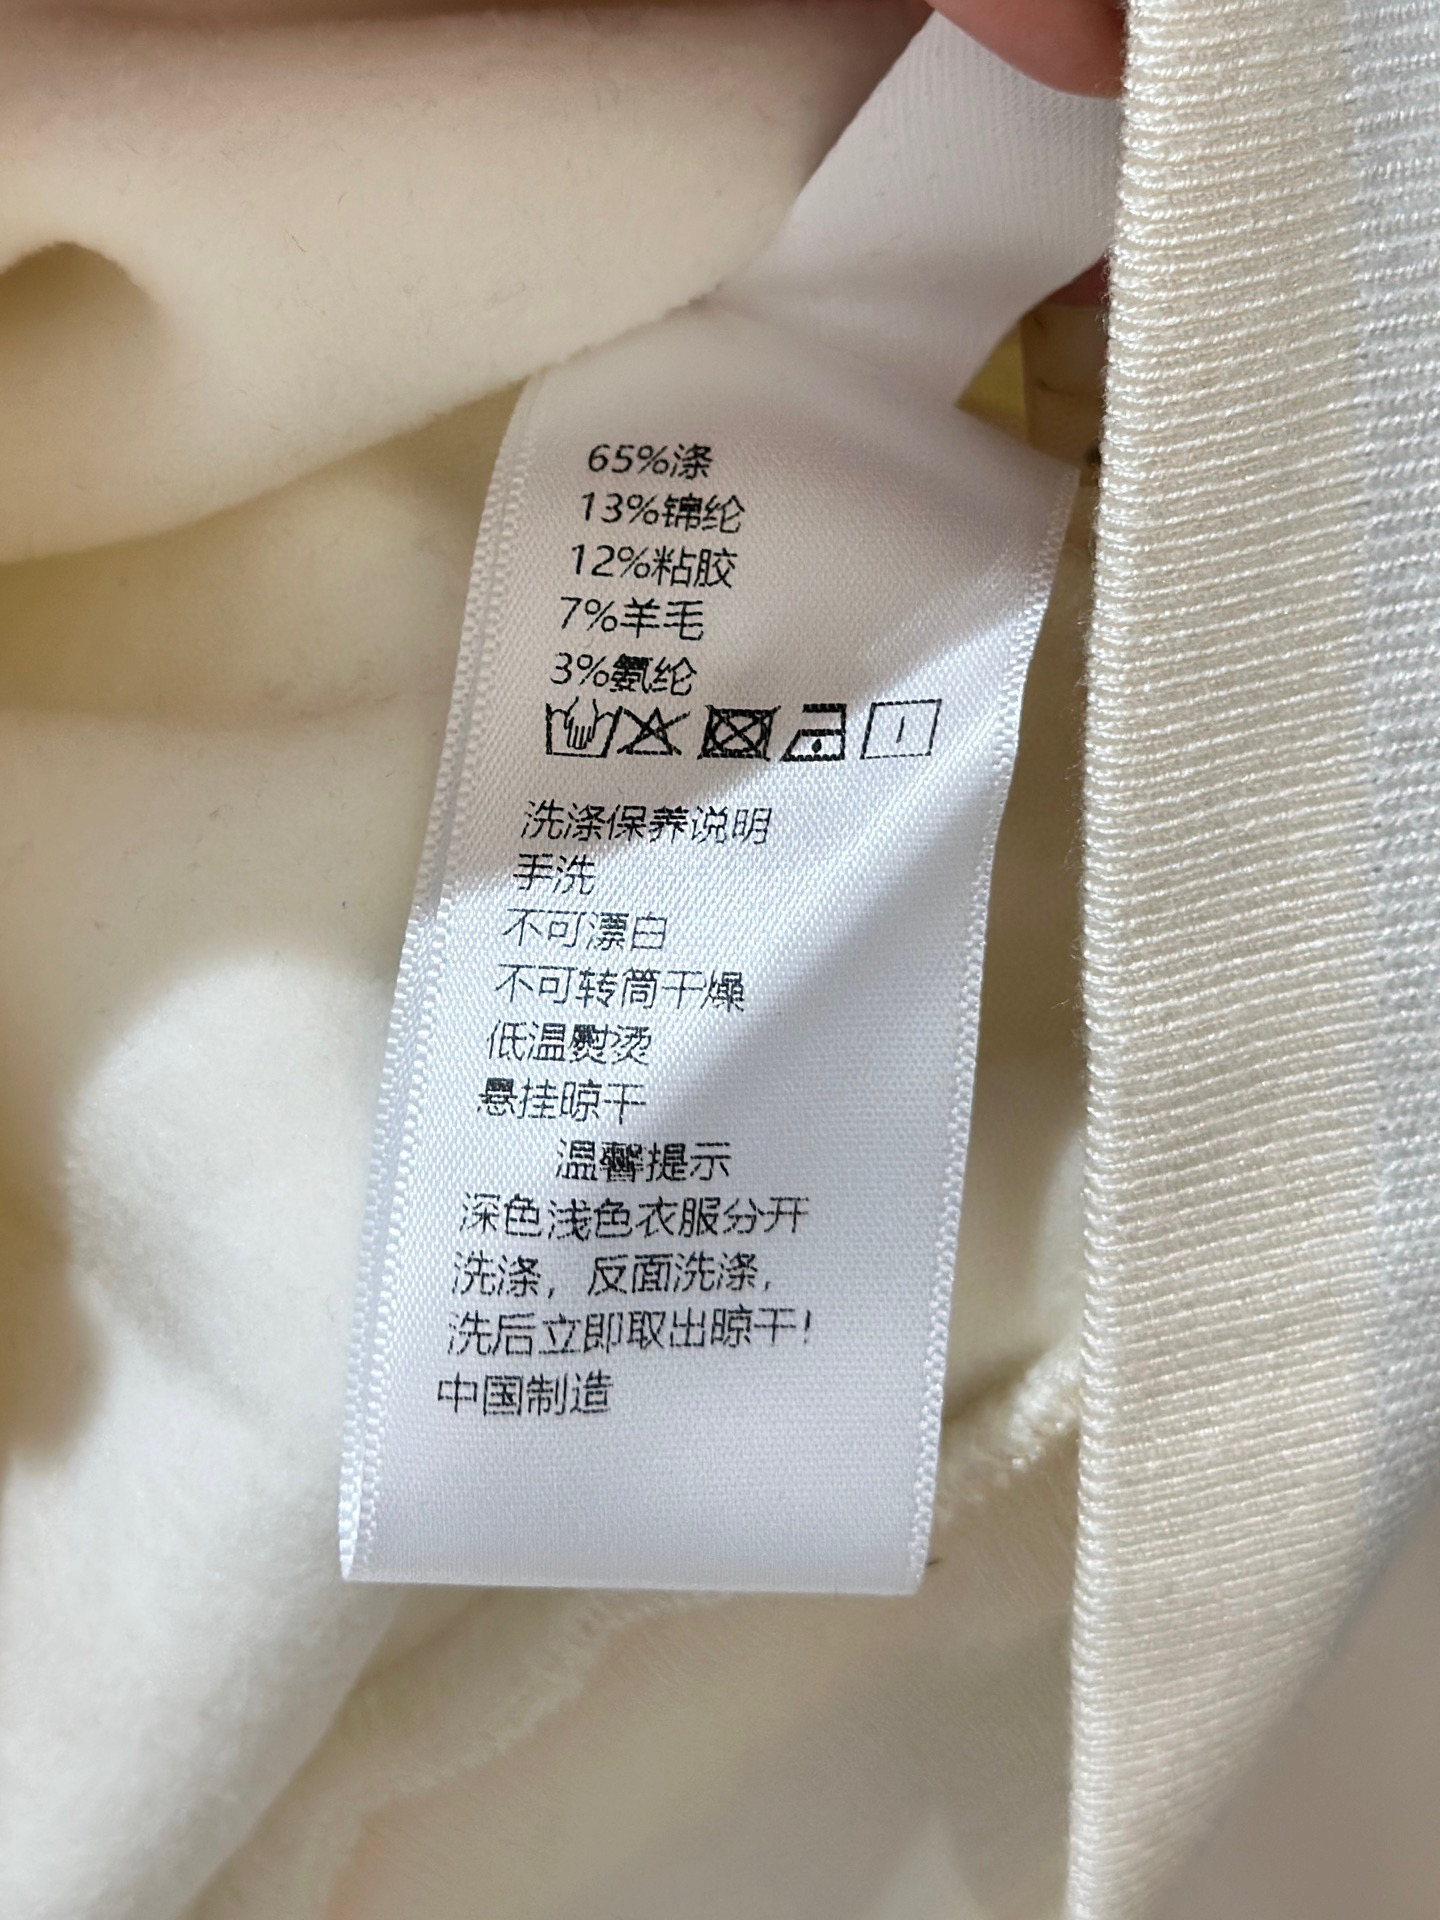 65%涤
13%锦纶
12%粘胶
7%羊毛
3%氨纶
洗涤保养说明
手洗
不可漂白
不可转筒干燥
低温熨烫
悬挂晾干
温馨提示
深色浅色衣服分开
洗涤，反面洗涤，
洗后立即取出晾干！
中国制造